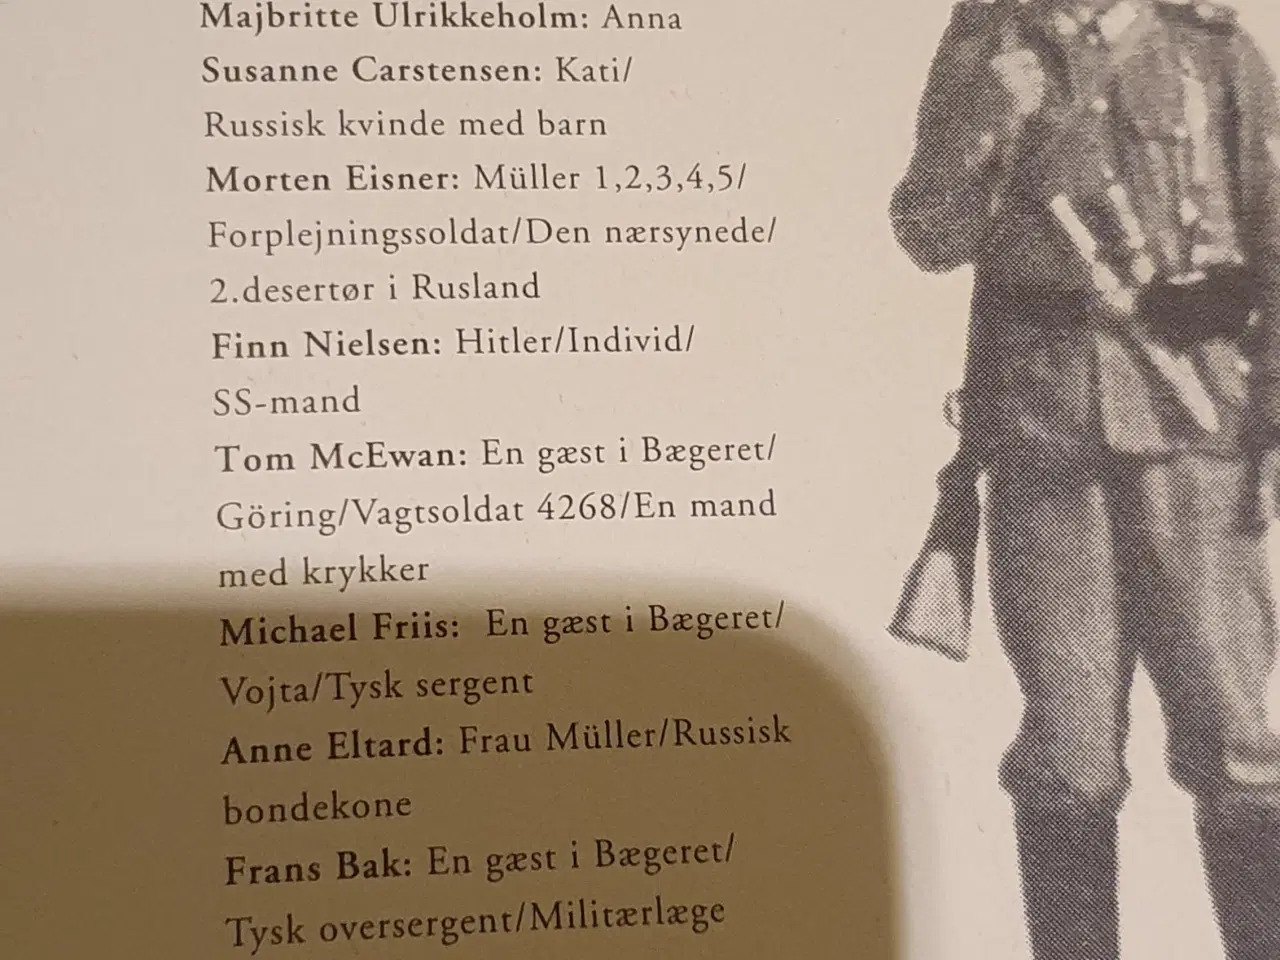 Majbritte Ulrikkeholm: Anna
Susanne Carstensen: Kati/
Russisk kvinde med barn
Morten Eisner: Müller 1,2,3,4,5/
Forplejningssoldat/Den nærsynede/
2.desertør i Rusland
Finn Nielsen: Hitler/Individ/
SS-mand
Tom McEwan: En gæst i Bægeret/
Göring/Vagtsoldat 4268/En mand
med krykker
Michael Friis: En gæst i Bægeret/
Vojta/Tysk sergent
Anne Eltard: Frau Müller/Russisk
bondekone
Frans Bak: En gæst i Bægeret/
Tysk oversergent/Militærlæge